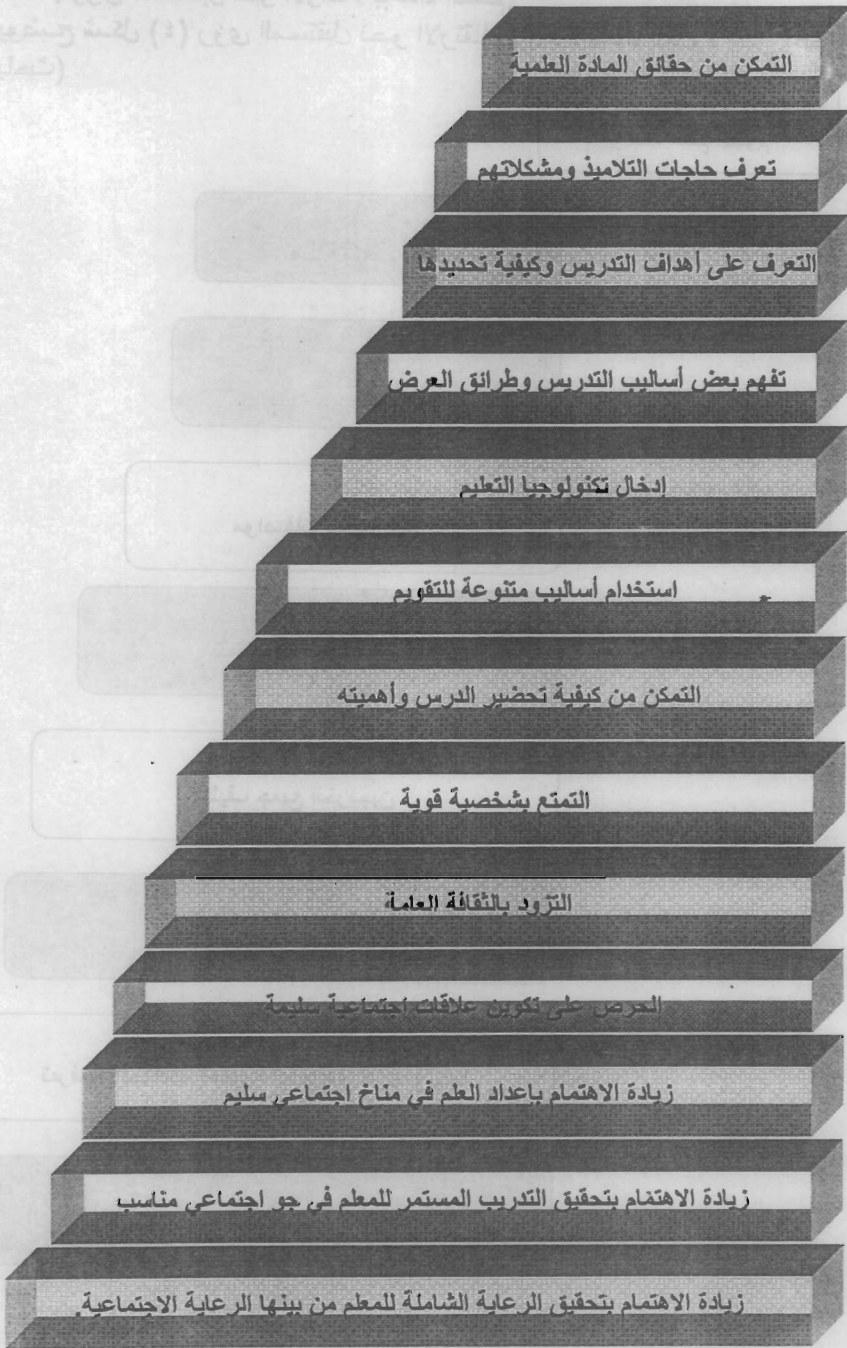 التمكن من حقائق المادة العلمية
تعرف حاجات التلاميذ ومشكلاتهم
التعرف على أهداف التدريس وكيفية تحديدها
تفهم بعض أساليب التدريس وطرائق العرض
إدخال تكنولوجيا التعليم
استخدام أساليب متنوعة للتقويم
التمكن من كيفية تحضير الدرس وأهميته
التمتع بشخصية قوية
التزود بالثقافة العامة
الحرص على تكوين علاقات اجتماعية سليمة
زيادة الاهتمام بإعداد العلم في مناخ اجتماعي سليم
زيادة الاهتمام بتحقيق التدريب المستمر للمعلم في جو اجتماعي مناسب
زيادة الاهتمام بتحقيق الرعاية الشاملة للمعلم من بينها الرعاية الاجتماعية.